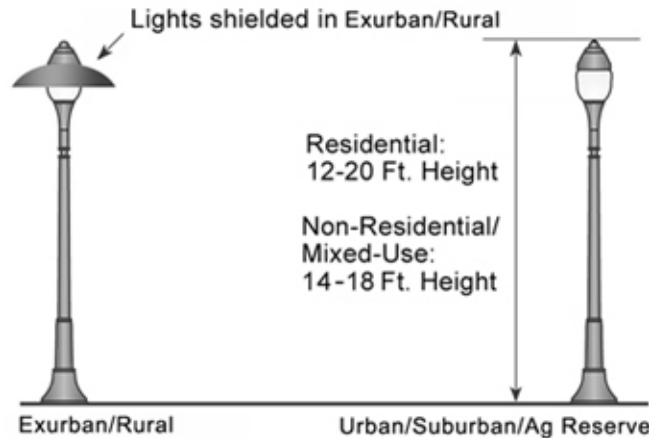 Lights shielded in Exurban/Rural
Residential:
12-20 Ft. Height
Non-Residential/
Mixed-Use:
14-18 Ft. Height
Exurban/Rural
Urban/Suburban/Ag Reserve